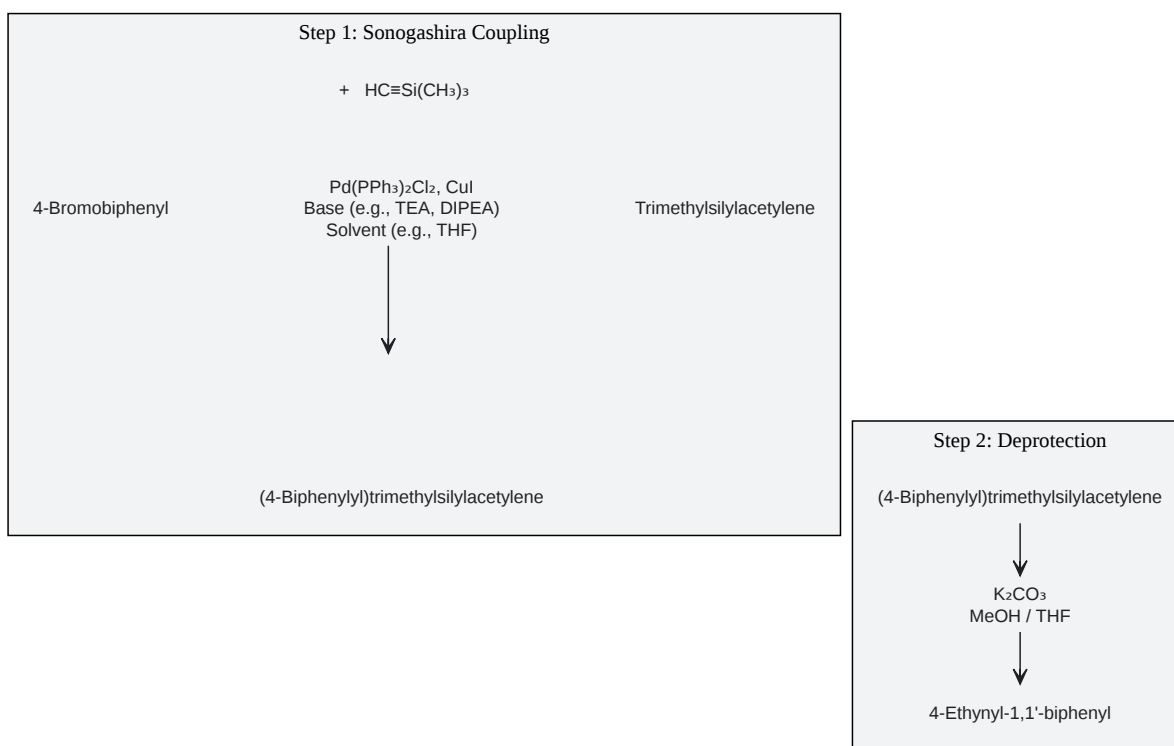 Step 1: Sonogashira Coupling
+ HC≡Si(CH₃)₃
4-Bromobiphenyl
Pd(PPh₃)₂Cl₂, CuI
Base (e.g., TEA, DIPEA)
Solvent (e.g., THF)
Trimethylsilylacetylene
(4-Biphenylyl)trimethylsilylacetylene
Step 2: Deprotection
(4-Biphenylyl)trimethylsilylacetylene
K₂CO₃
MeOH / THF
4-Ethynyl-1,1'-biphenyl